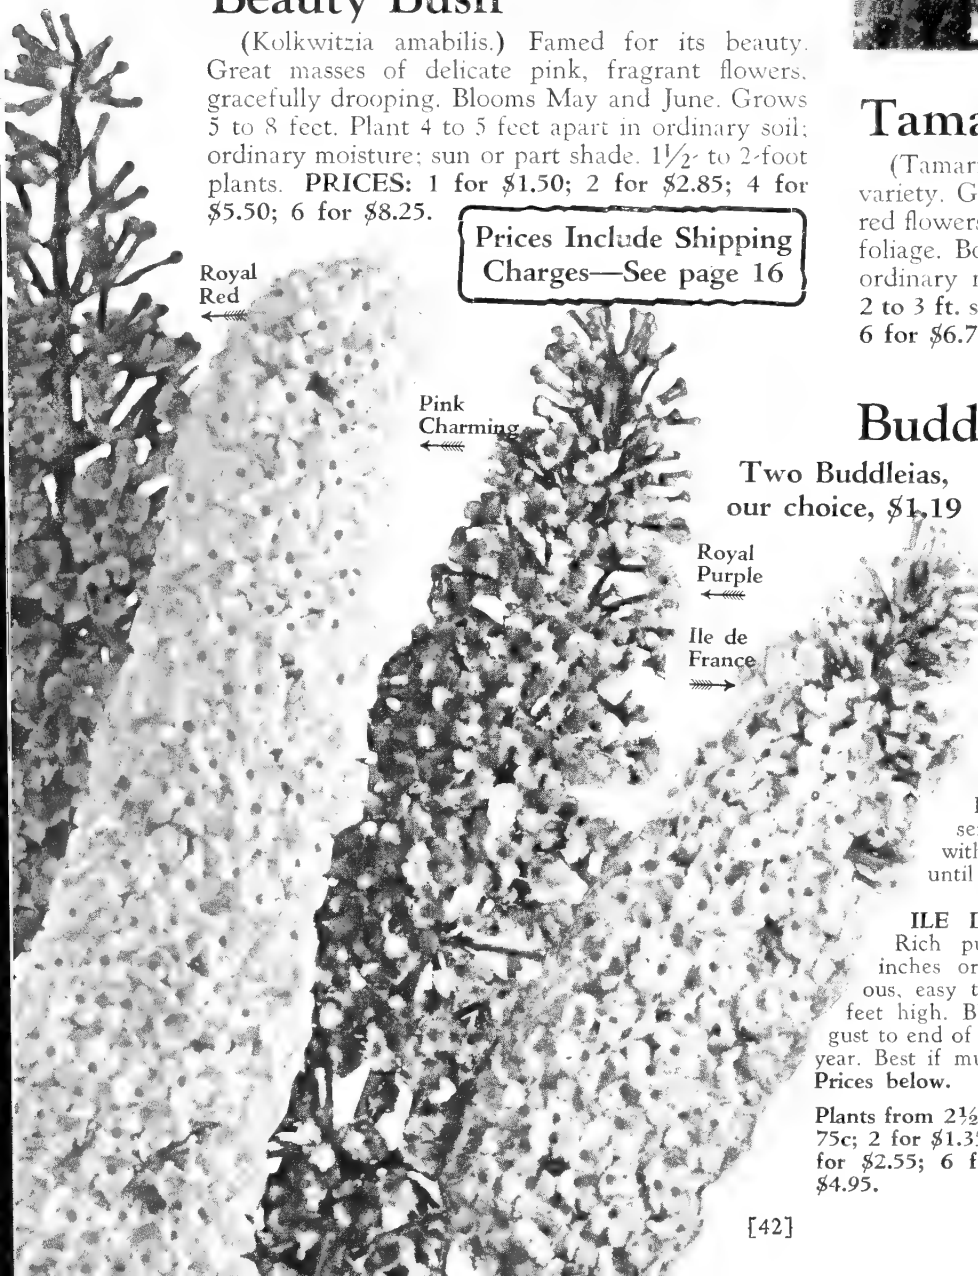 Beauty Bush
(Kolkwitzia amabilis.) Famed for its beauty.
Great masses of delicate pink, fragrant flowers,
gracefully drooping. Blooms May and June. Grows
5 to 8 feet. Plant 4 to 5 feet apart in ordinary soil;
ordinary moisture; sun or part shade. 1½- to 2-foot
plants. PRICES: 1 for $1.50; 2 for $2.85; 4 for
$5.50; 6 for $8.25.
Prices Include Shipping
Charges—See page 16
Royal
Red
Pink
Charming
Tama
(Tamar
variety. G
red flowers
foliage. Bo
ordinary
2 to 3 ft. s
6 for $6.7
Budd
Two Buddleias,
our choice, $1.19
Royal
Purple
Ile de
France
se
with
until
ILE
Rich pu
inches or
ous, easy t
feet high. B
gust to end of
year. Best if mu
Prices below.
Plants from 2½
75c; 2 for $1.3
for $2.55; 6 f
$4.95.
[42]